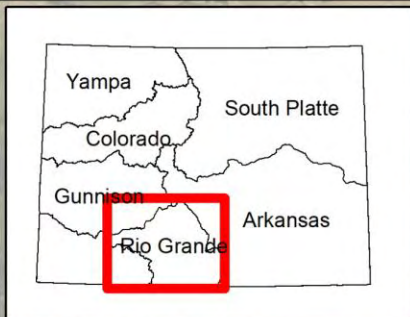 Yampa
South Platte
Colorado
Gunnison
Arkansas
Rio Grande